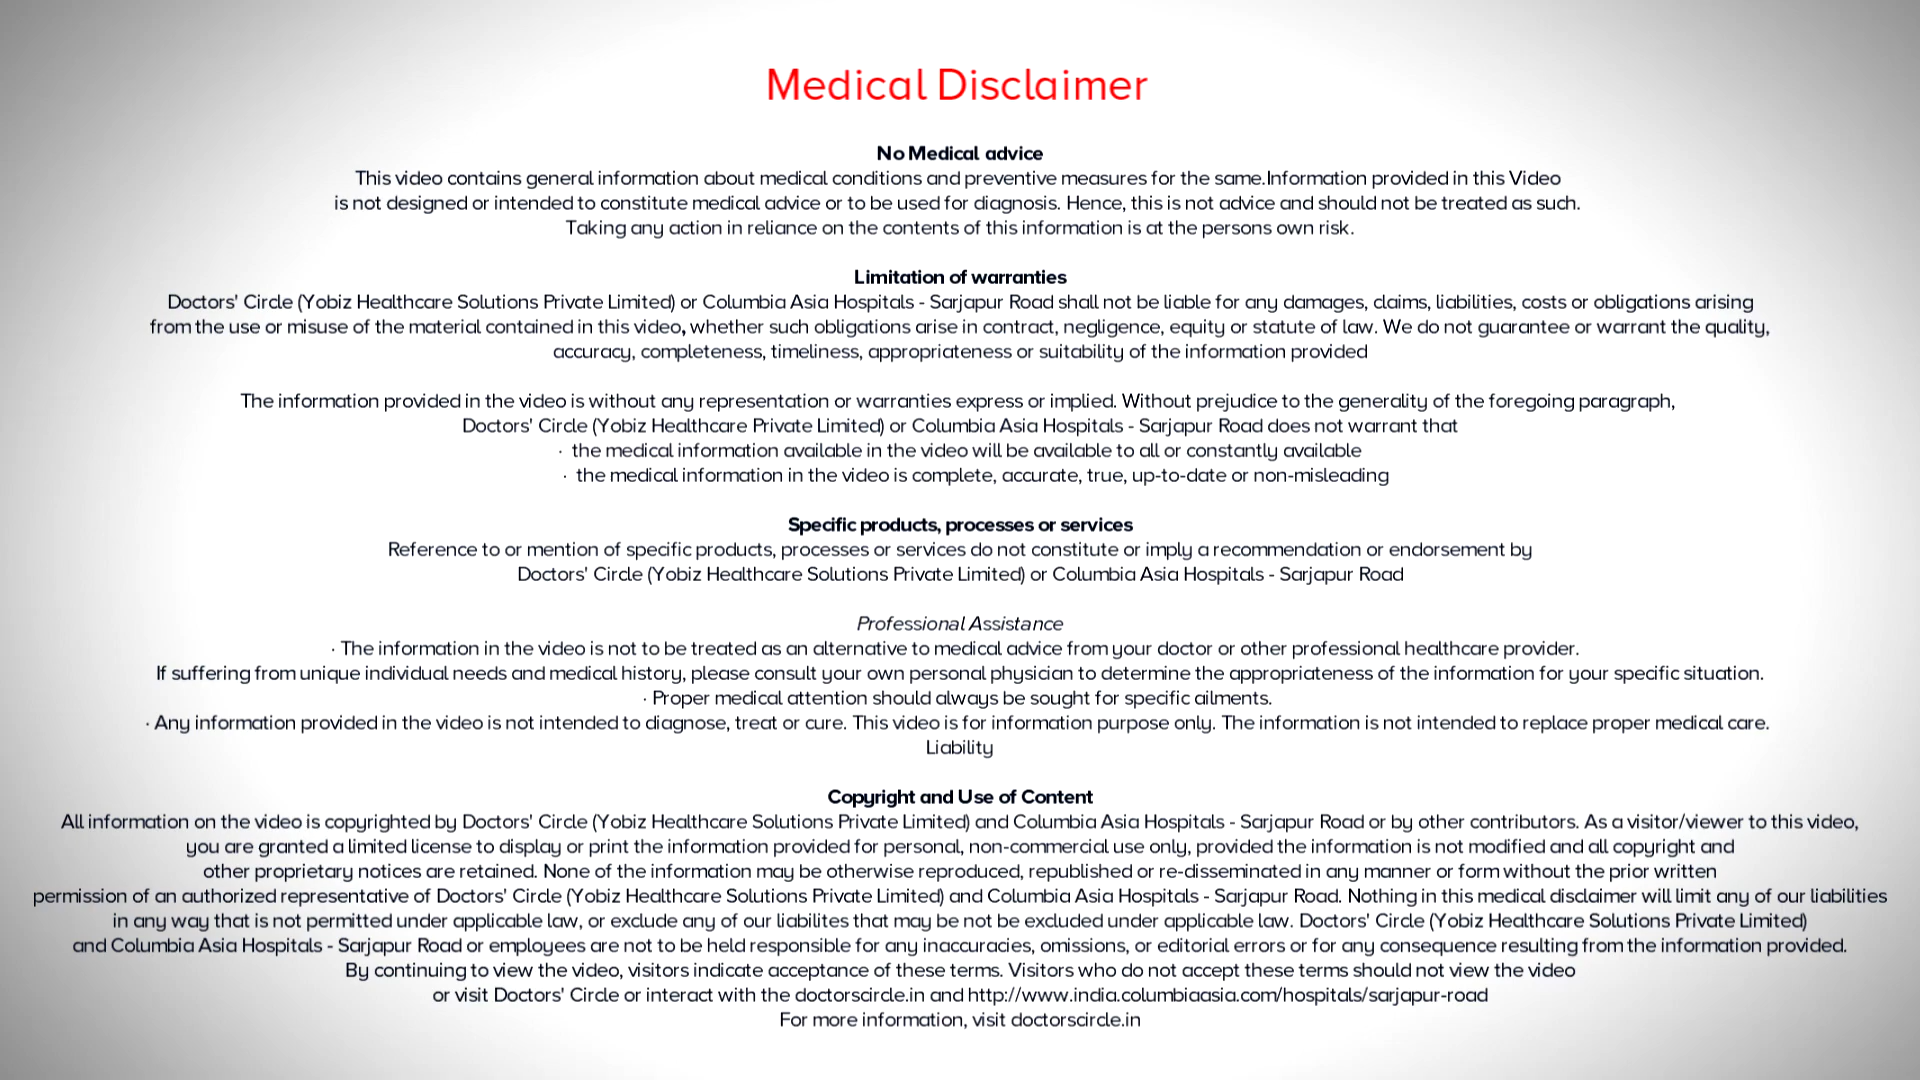 Medical Disclaimer
No Medical advice
This video contains general information about medical conditions and preventive measures for the same.Information provided in this Video
is not designed or intended to constitute medical advice or to be used for diagnosis. Hence, this is not advice and should not be treated as such.
Taking any action in reliance on the contents of this information is at the persons own risk.
Limitation of warranties
Doctors' Circle (Yobiz Healthcare Solutions Private Limited) or Columbia Asia Hospitals - Sarjapur Road shall not be liable for any damages, claims, liabilities, costs or obligations arising
from the use or misuse of the material contained in this video, whether such obligations arise in contract, negligence, equity or statute of law. We do not guarantee or warrant the quality,
accuracy, completeness, timeliness, appropriateness or suitability of the information provided
The information provided in the video is without any representation or warranties express or implied. Without prejudice to the generality of the foregoing paragraph,
Doctors' Circle (Yobiz Healthcare Private Limited) or Columbia Asia Hospitals - Sarjapur Road does not warrant that
· the medical information available in the video will be available to all or constantly available
· the medical information in the video is complete, accurate, true, up-to-date or non-misleading
Specific products, processes or services
Reference to or mention of specific products, processes or services do not constitute or imply a recommendation or endorsement by
Doctors' Circle (Yobiz Healthcare Solutions Private Limited) or Columbia Asia Hospitals - Sarjapur Road
Professional Assistance
· The information in the video is not to be treated as an alternative to medical advice from your doctor or other professional healthcare provider.
If suffering from unique individual needs and medical history, please consult your own personal physician to determine the appropriateness of the information for your specific situation.
· Proper medical attention should always be sought for specific ailments.
· Any information provided in the video is not intended to diagnose, treat or cure. This video is for information purpose only. The information is not intended to replace proper medical care.
Liability
Copyright and Use of Content
All information on the video is copyrighted by Doctors' Circle (Yobiz Healthcare Solutions Private Limited) and Columbia Asia Hospitals - Sarjapur Road or by other contributors. As a visitor/viewer to this video,
you are granted a limited license to display or print the information provided for personal, non-commercial use only, provided the information is not modified and all copyright and
other proprietary notices are retained. None of the information may be otherwise reproduced, republished or re-disseminated in any manner or form without the prior written
permission of an authorized representative of Doctors' Circle (Yobiz Healthcare Solutions Private Limited) and Columbia Asia Hospitals - Sarjapur Road. Nothing in this medical disclaimer will limit any of our liabilities
in any way that is not permitted under applicable law, or exclude any of our liabilites that may be not be excluded under applicable law. Doctors' Circle (Yobiz Healthcare Solutions Private Limited)
and Columbia Asia Hospitals - Sarjapur Road or employees are not to be held responsible for any inaccuracies, omissions, or editorial errors or for any consequence resulting from the information provided.
By continuing to view the video, visitors indicate acceptance of these terms. Visitors who do not accept these terms should not view the video
or visit Doctors' Circle or interact with the doctorscircle.in and http://www.india.columbiaasia.com/hospitals/sarjapur-road
For more information, visit doctorscircle.in